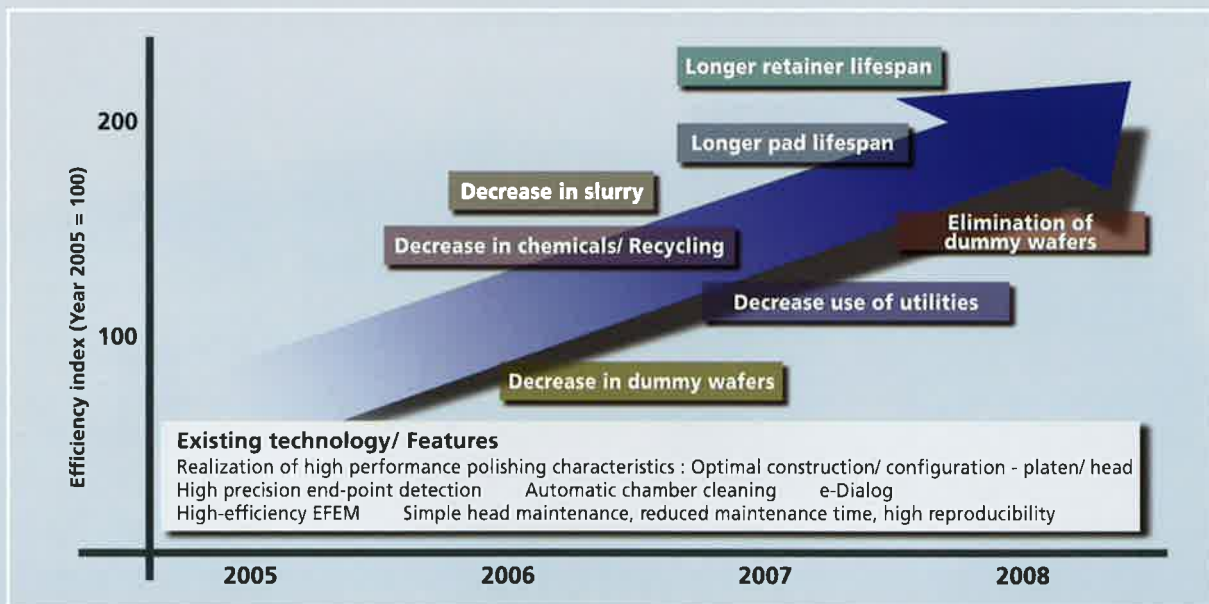 Longer retainer lifespan
200
Longer pad lifespan
Decrease in slurry
Decrease in chemicals/ Recycling
Elimination of
dummy wafers
Decrease use of utilities
100
Decrease in dummy wafers
Efficiency index (Year 2005 = 100)
Existing technology/ Features
Realization of high performance polishing characteristics : Optimal construction/ configuration - platen/ head
High precision end-point detection Automatic chamber cleaning e-Dialog
High-efficiency EFEM Simple head maintenance, reduced maintenance time, high reproducibility
2005 2006 2007 2008